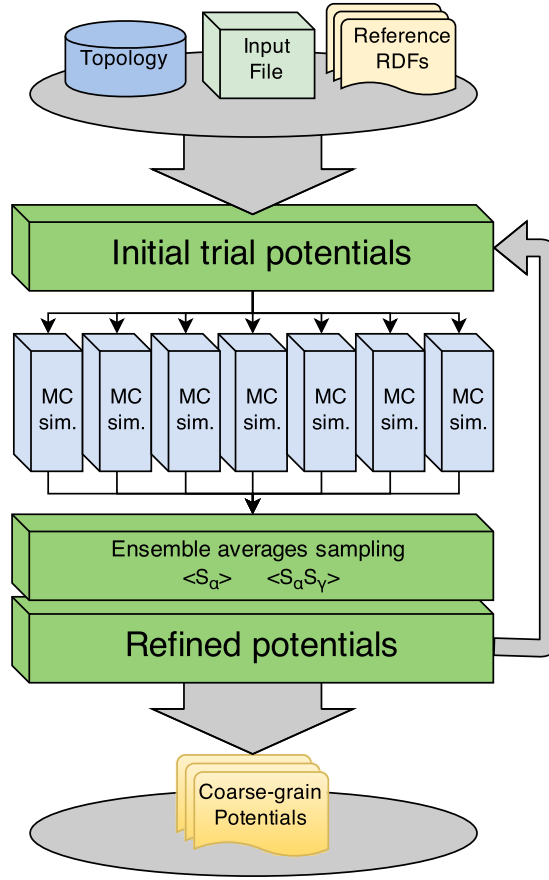 Topology
Input
File
Reference
RDFs
Initial trial potentials
MC
sim.
MC
sim.
MC
sim.
MC
sim.
MC
sim.
MC
sim.
MC
sim.
Ensemble averages sampling
<Sα> <SαSγ>
Refined potentials
Coarse-grain
Potentials